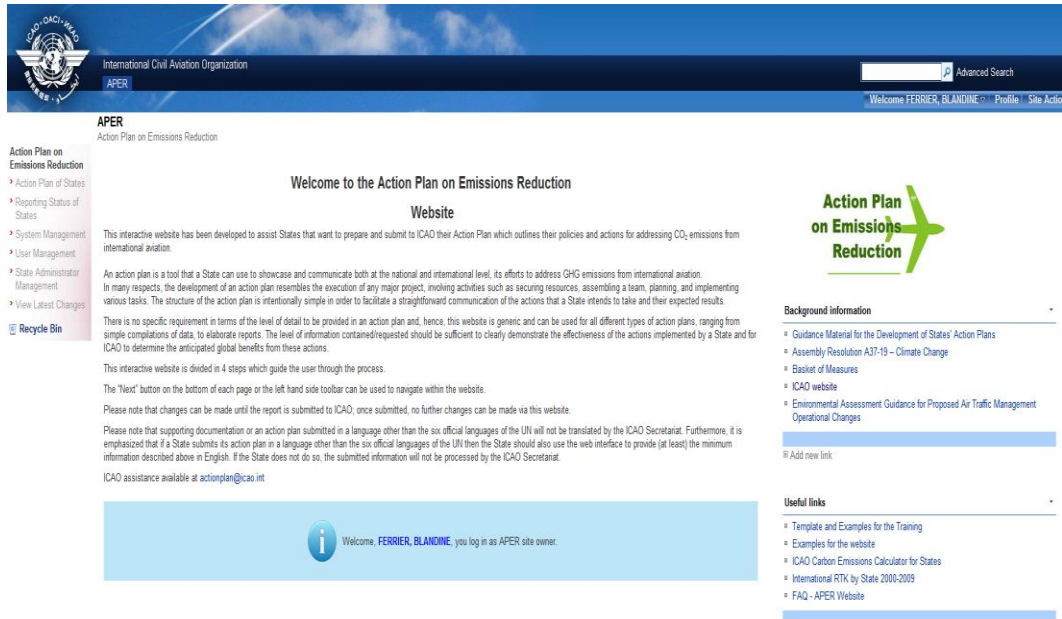 ICAO · OACI · ИКАО
International Civil Aviation Organization
APER
Advanced Search
Welcome FERRIER, BLANDINE
Profile
Site Actio
APER
Action Plan on Emissions Reduction
Action Plan on
Emissions Reduction
Action Plan of States
Reporting Status of
States
System Management
User Management
State Administrator
Management
View Latest Changes
Recycle Bin
Welcome to the Action Plan on Emissions Reduction
Website
This interactive website has been developed to assist States that want to prepare and submit to ICAO their Action Plan which outlines their policies and actions for addressing CO₂ emissions from
international aviation.
An action plan is a tool that a State can use to showcase and communicate both at the national and international level, its efforts to address GHG emissions from international aviation.
In many respects, the development of an action plan resembles the execution of any major project, involving activities such as securing resources, assembling a team, planning, and implementing
various tasks. The structure of the action plan is intentionally simple in order to facilitate a straightforward communication of the actions that a State intends to take and their expected results.
There is no specific requirement in terms of the level of detail to be provided in an action plan and, hence, this website is generic and can be used for all different types of action plans, ranging from
simple compilations of data, to elaborate reports. The level of information contained/requested should be sufficient to clearly demonstrate the effectiveness of the actions implemented by a State and for
ICAO to determine the anticipated global benefits from these actions.
This interactive website is divided in 4 steps which guide the user through the process.
The "Next" button on the bottom of each page or the left hand side toolbar can be used to navigate within the website.
Please note that changes can be made until the report is submitted to ICAO; once submitted, no further changes can be made via this website.
Please note that supporting documentation or an action plan submitted in a language other than the six official languages of the UN will not be translated by the ICAO Secretariat. Furthermore, it is
emphasized that if a State submits its action plan in a language other than the six official languages of the UN then the State should also use the web interface to provide (at least) the minimum
information described above in English. If the State does not do so, the submitted information will not be processed by the ICAO Secretariat.
ICAO assistance available at actionplan@icao.int
Welcome, FERRIER, BLANDINE, you log in as APER site owner.
Action Plan
on Emissions
Reduction
Background information
Guidance Material for the Development of States' Action Plans
Assembly Resolution A37-19 – Climate Change
Basket of Measures
ICAO website
Environmental Assessment Guidance for Proposed Air Traffic Management
Operational Changes
Add new link
Useful links
Template and Examples for the Training
Examples for the website
ICAO Carbon Emissions Calculator for States
International RTK by State 2000-2009
FAQ - APER Website